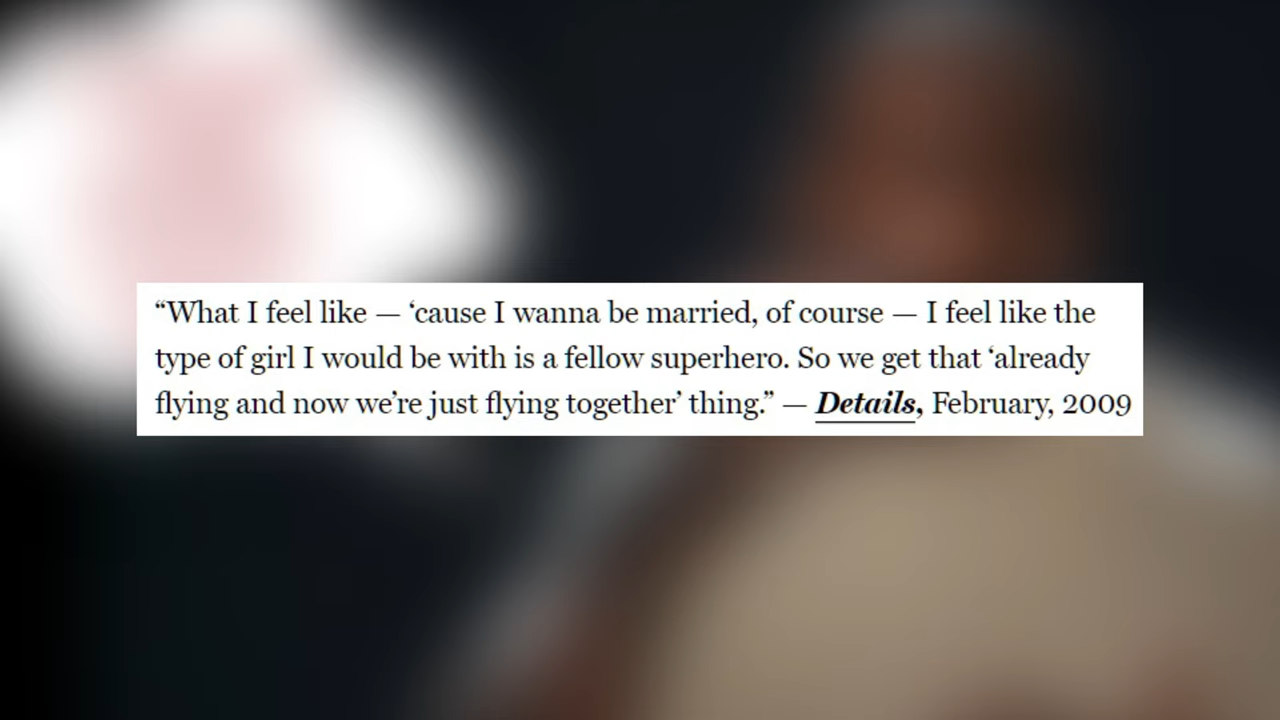 “What I feel like — ‘cause I wanna be married, of course — I feel like the
type of girl I would be with is a fellow superhero. So we get that ‘already
flying and now we’re just flying together’ thing.” — Details, February, 2009